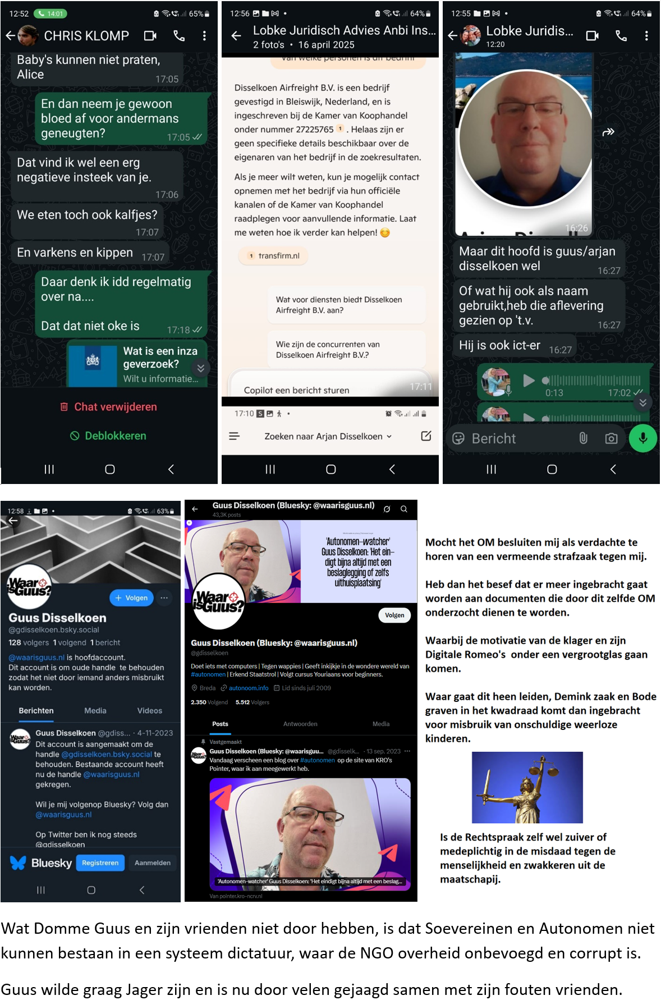 12:52 14:01 65%
CHRIS KLOMP
Baby's kunnen niet praten,
Alice
17:05
En dan neem je gewoon
bloed af voor andermans
geneugten?
17:05
Dat vind ik wel een erg
negatieve insteek van je.
17:06
We eten toch ook kalfjes?
17:07
En varkens en kippen 17:07
Daar denk ik idd regelmatig
over na....
Dat dat niet oke is 17:18
Wat is een inza
geverzoek?
Wilt u informatie...
Chat verwijderen
Deblokkeren
12:56 64%
Lobke Juridisch Advies Anbi Ins...
2 foto's • 16 april 2025
van welke personen is dit bedrijf
Disselkoen Airfreight B.V. is een bedrijf
gevestigd in Bleiswijk, Nederland, en is
ingeschreven bij de Kamer van Koophandel
onder nummer 27225765 1 . Helaas zijn er
geen specifieke details beschikbaar over de
eigenaren van het bedrijf in de zoekresultaten.
Als je meer wilt weten, kun je mogelijk contact
opnemen met het bedrijf via hun officiële
kanalen of de Kamer van Koophandel
raadplegen voor aanvullende informatie. Laat
me weten hoe ik verder kan helpen! 😊
1 transfirm.nl
Wat voor diensten biedt Disselkoen
Airfreight B.V. aan?
Wie zijn de concurrenten van
Disselkoen Airfreight B.V.?
Copilot een bericht sturen 17:11
17:10
Zoeken naar Arjan Disselkoen
12:55 64%
Lobke Juridis...
12:20
16:26
Maar dit hoofd is guus/arjan
disselkoen wel
16:27
Of wat hij ook als naam
gebruikt,heb die aflevering
gezien op 't.v.
16:27
Hij is ook ict-er 16:27
0:13 17:02
Bericht
12:58 63%
Waar
isGuus?
+ Volgen
Guus Disselkoen
@gdisselkoen.bsky.social
128 volgers 1 volgend 1 bericht
@waarisguus.nl is hoofdaccount.
Dit account is om oude handle te behouden
zodat het niet door iemand anders misbruikt
kan worden.
Berichten Media Videos
Guus Disselkoen @gdiss... · 4-11-2023
Dit account is aangemaakt om de
handle @gdisselkoen.bsky.social te
behouden. Bestaande account heeft
nu de handle @waarisguus.nl
gekregen.
Wil je mij volgenop Bluesky? Volg dan
@waarisguus.nl
Op Twitter ben ik nog steeds
@gdisselkoen
Bluesky Registreren Aanmelden
Guus Disselkoen (Bluesky: @waarisguus.nl)
43,3K posts
'Autonomen-watcher'
Guus Disselkoen: 'Het ein-
digt bijna altijd met een
beslaglegging of zelfs
uithuisplaatsing'
Waar
isGuus?
Volgen
Guus Disselkoen (Bluesky: @waarisguus.nl)
@gdisselkoen
Doet iets met computers | Tegen wappies | Geeft inkijkje in de wondere wereld van
#autonomen | Erkend Staatstrol | Volgt cursus Youriaans voor beginners.
Breda autonoom.info Lid sinds juli 2009
2.350 Volgend 5.512 Volgers
Posts Antwoorden Media
Vastgemaakt
Guus Disselkoen (Bluesky: @waarisguu... @gdisselk... · 13 sep. 2023
Vandaag verscheen een blog over #autonomen op de site van KRO's
Pointer, waar ik aan meegewerkt heb.
'Autonomen-watcher' Guus Disselkoen: 'Het eindigt bijna altijd met een beslag...
Van pointer.kro-ncrv.nl
Mocht het OM besluiten mij als verdachte te
horen van een vermeende strafzaak tegen mij.
Heb dan het besef dat er meer ingebracht gaat
worden aan documenten die door dit zelfde OM
onderzocht dienen te worden.
Waarbij de motivatie van de klager en zijn
Digitale Romeo's onder een vergrootglas gaan
komen.
Waar gaat dit heen leiden, Demink zaak en Bode
graven in het kwadraad komt dan ingebracht
voor misbruik van onschuldige weerloze
kinderen.
Is de Rechtspraak zelf wel zuiver of
medeplichtig in de misdaad tegen de
menselijkheid en zwakkeren uit de
maatschapij.
Wat Domme Guus en zijn vrienden niet door hebben, is dat Soevereinen en Autonomen niet
kunnen bestaan in een systeem dictatuur, waar de NGO overheid onbevoegd en corrupt is.
Guus wilde graag Jager zijn en is nu door velen gejaagd samen met zijn fouten vrienden.